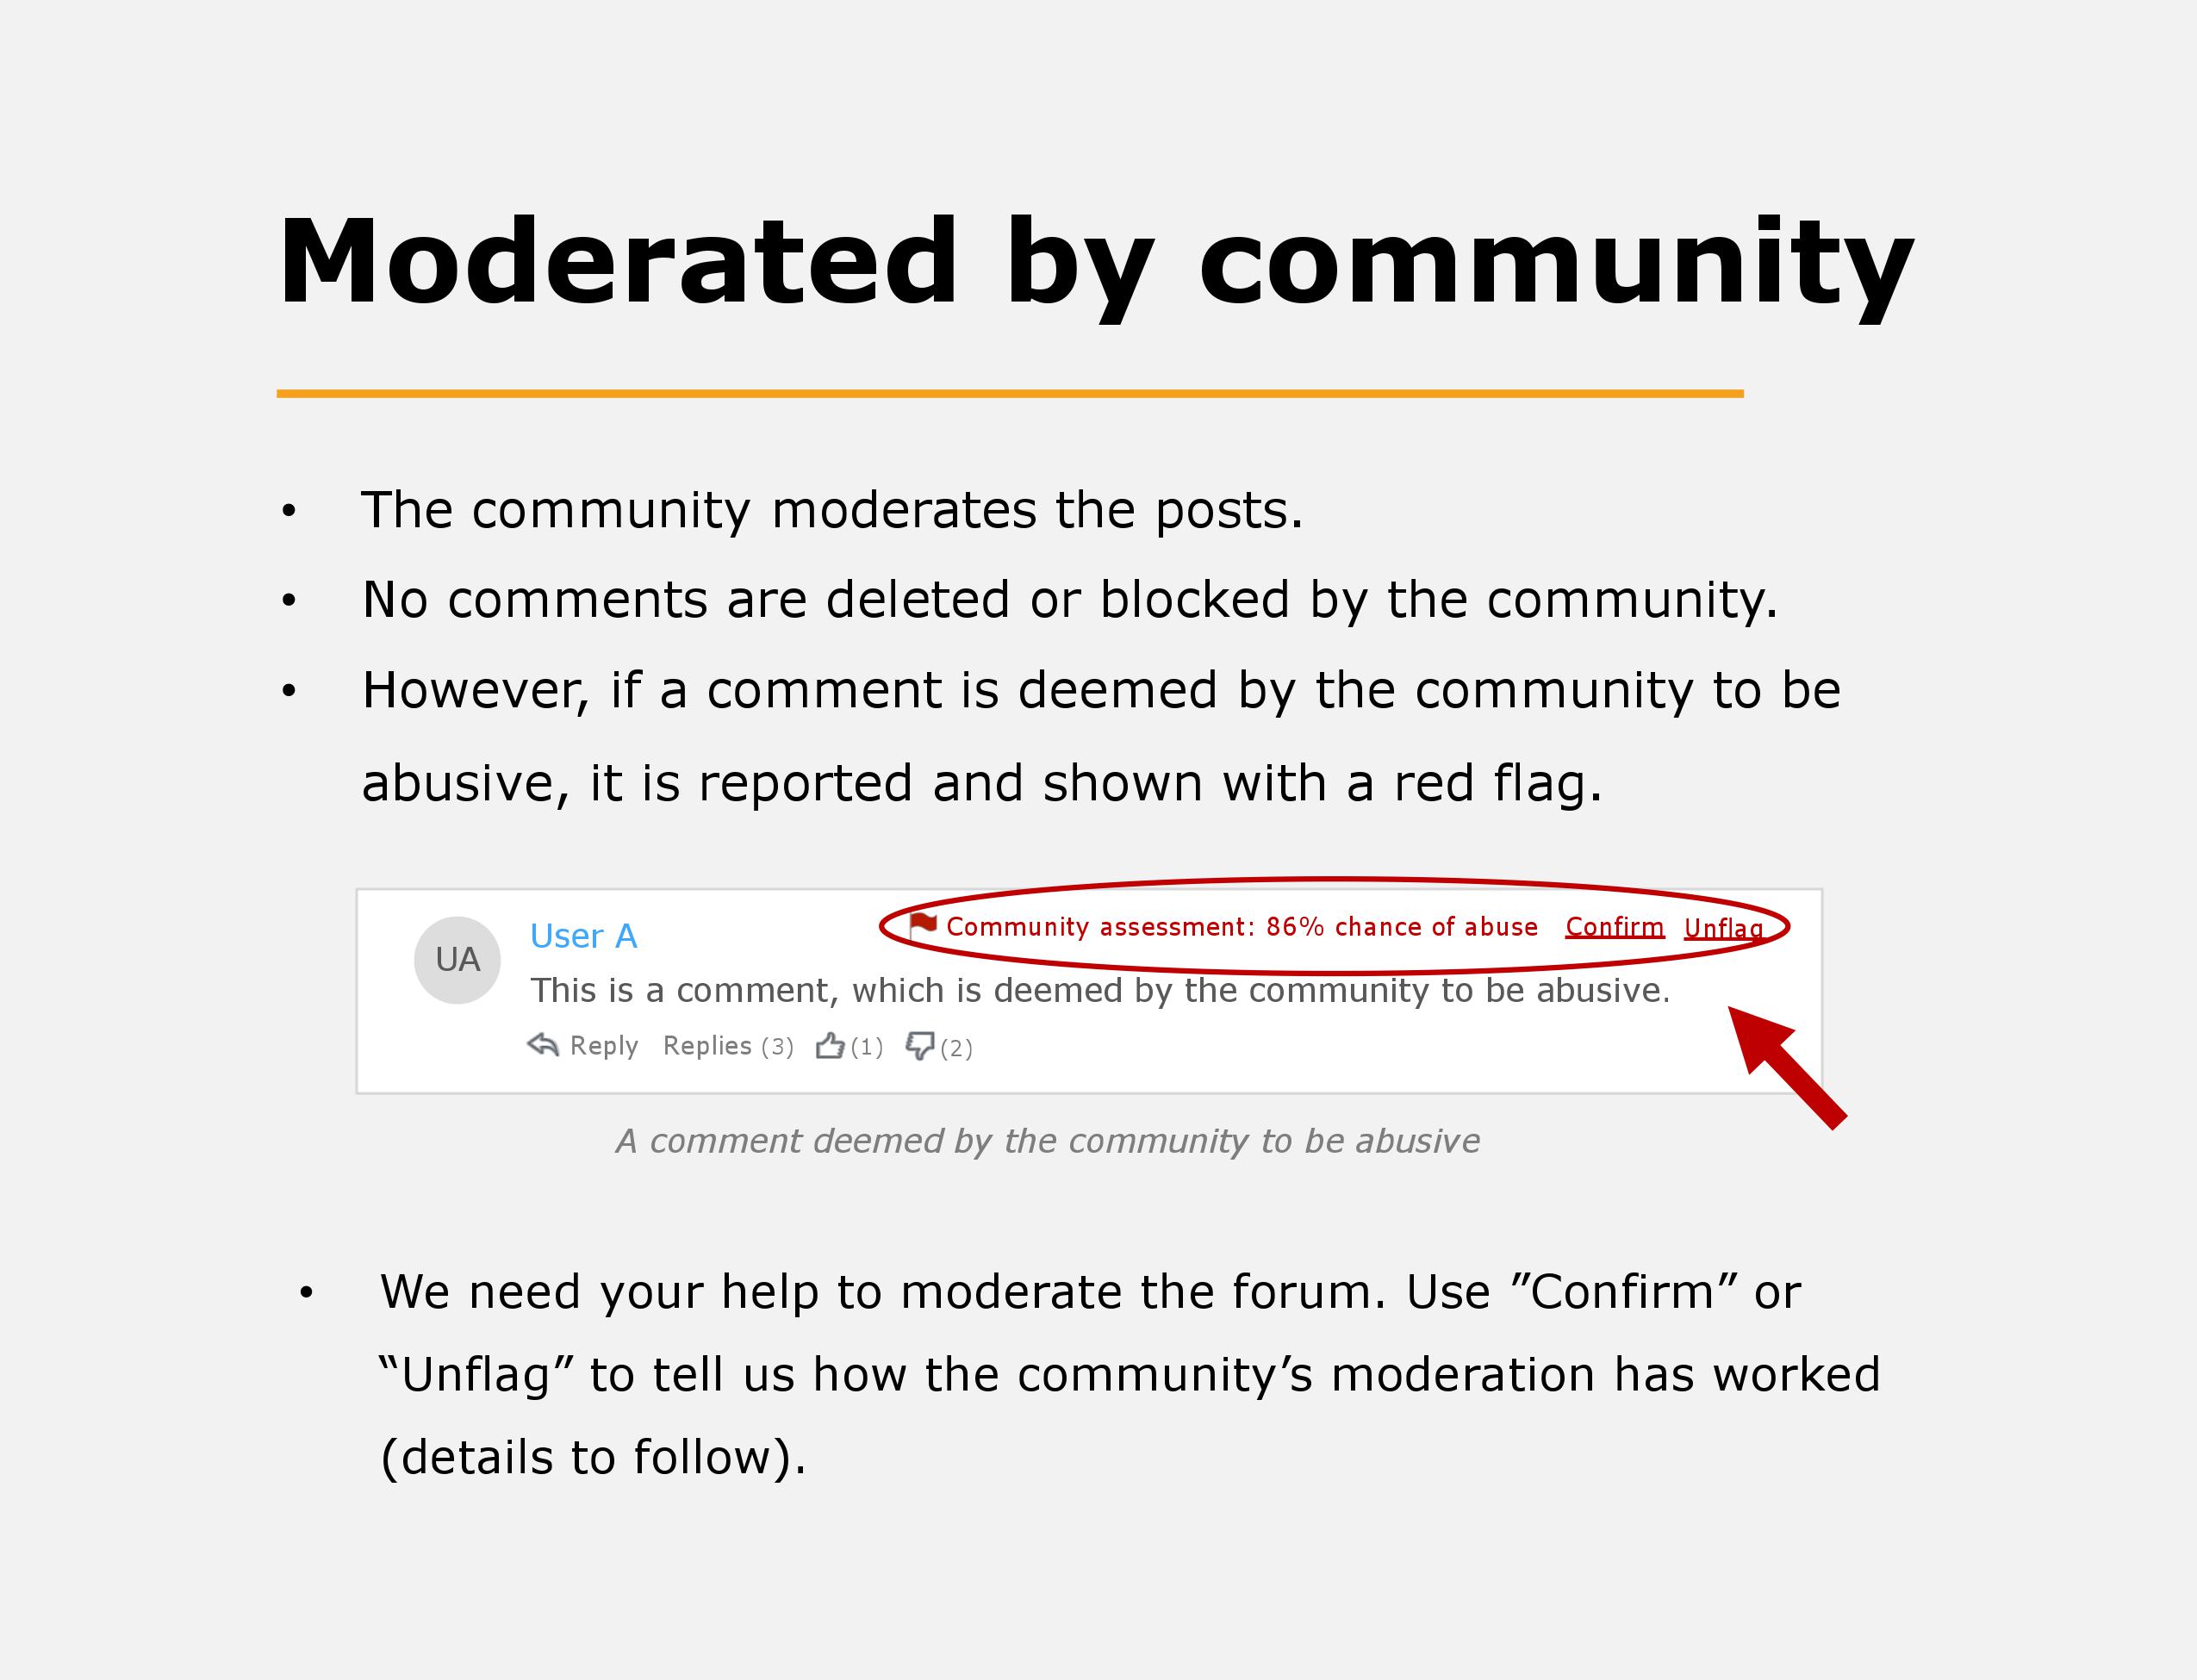 Moderated by community
• The community moderates the posts.
• No comments are deleted or blocked by the community.
• However, if a comment is deemed by the community to be
abusive, it is reported and shown with a red flag.
UA
User A
Community assessment: 86% chance of abuse Confirm Unflag
This is a comment, which is deemed by the community to be abusive.
Reply Replies (3) (1) (2)
A comment deemed by the community to be abusive
• We need your help to moderate the forum. Use ”Confirm” or
“Unflag” to tell us how the community’s moderation has worked
(details to follow).